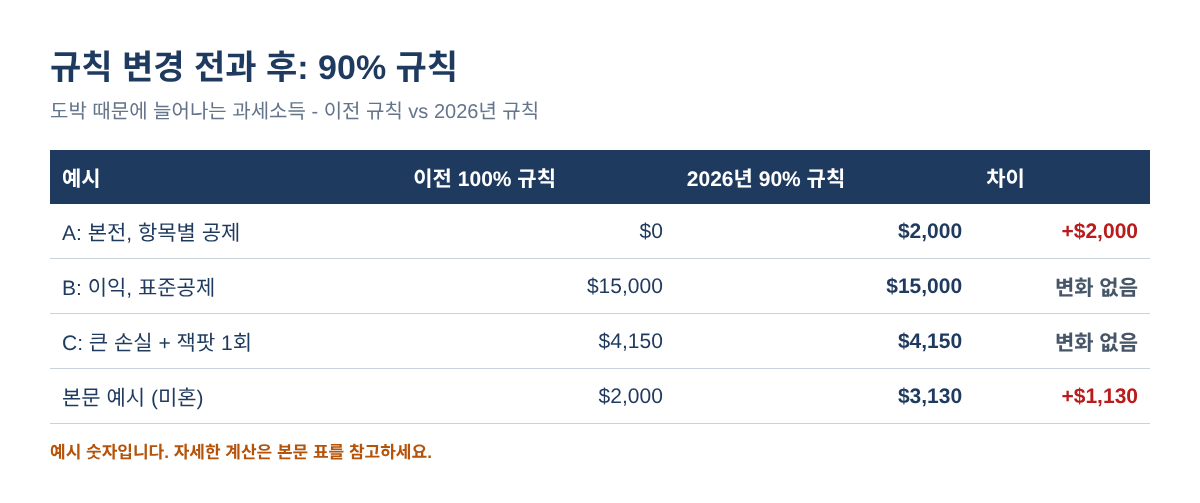 규칙 변경 전과 후: 90% 규칙
도박 때문에 늘어나는 과세소득 - 이전 규칙 vs 2026년 규칙
예시 이전 100% 규칙 2026년 90% 규칙 차이
A: 본전, 항목별 공제 $0 $2,000 +$2,000
B: 이익, 표준공제 $15,000 $15,000 변화 없음
C: 큰 손실 + 잭팟 1회 $4,150 $4,150 변화 없음
본문 예시 (미혼) $2,000 $3,130 +$1,130
예시 숫자입니다. 자세한 계산은 본문 표를 참고하세요.